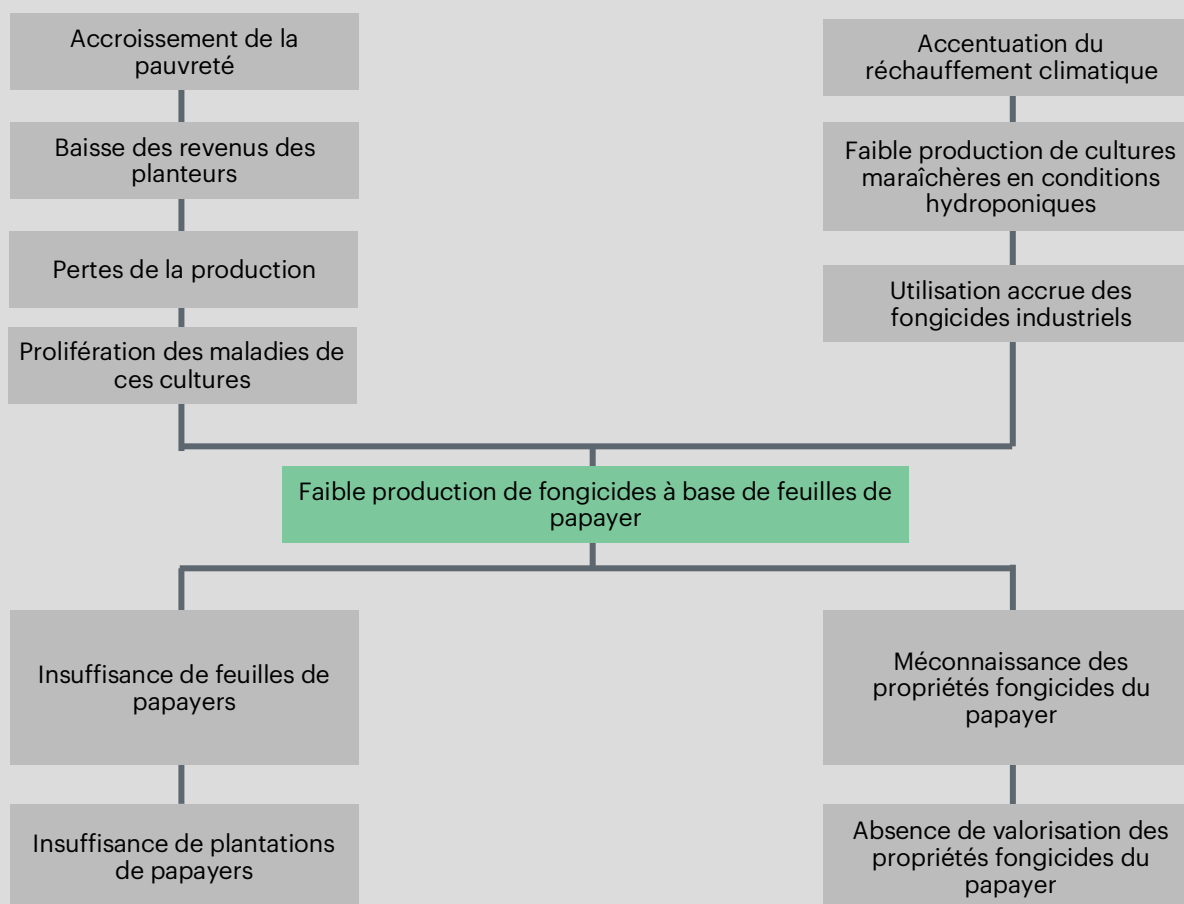 Accroissement de la
pauvreté
Accentuation du
réchauffement climatique
Baisse des revenus des
planteurs
Faible production de cultures
maraîchères en conditions
hydroponiques
Pertes de la production
Utilisation accrue des
fongicides industriels
Prolifération des maladies de
ces cultures
Faible production de fongicides à base de feuilles de
papayer
Insuffisance de feuilles de
papayers
Méconnaissance des
propriétés fongicides du
papayer
Insuffisance de plantations
de papayers
Absence de valorisation des
propriétés fongicides du
papayer